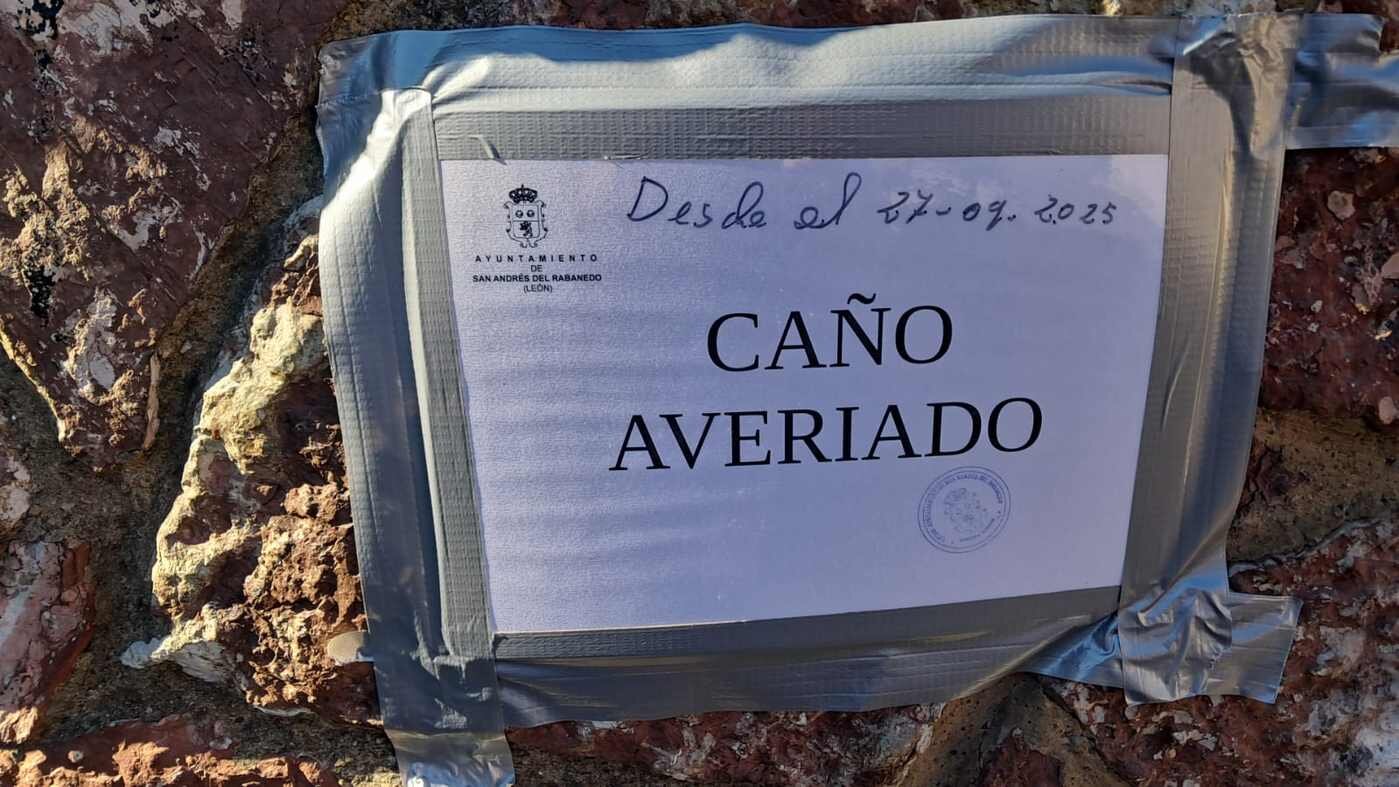 Desde el 27-09-2025
AYUNTAMIENTO
DE
SAN ANDRÉS DEL RABANEDO
(LEÓN)
CAÑO
AVERIADO